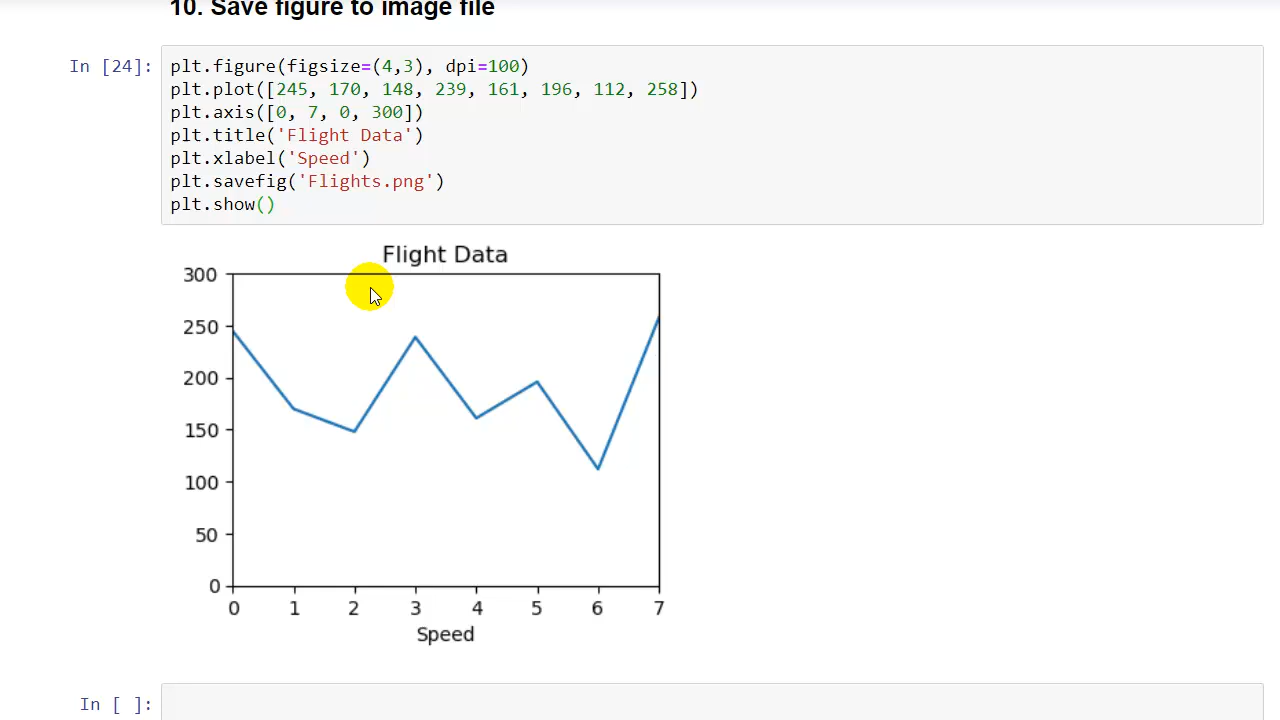 10. Save figure to image file
In [24]:
plt.figure(figsize=(4,3), dpi=100)
plt.plot([245, 170, 148, 239, 161, 196, 112, 258])
plt.axis([0, 7, 0, 300])
plt.title('Flight Data')
plt.xlabel('Speed')
plt.savefig('Flights.png')
plt.show()
Flight Data
300
250
200
150
100
50
0
0 1 2 3 4 5 6 7
Speed
In [ ]: